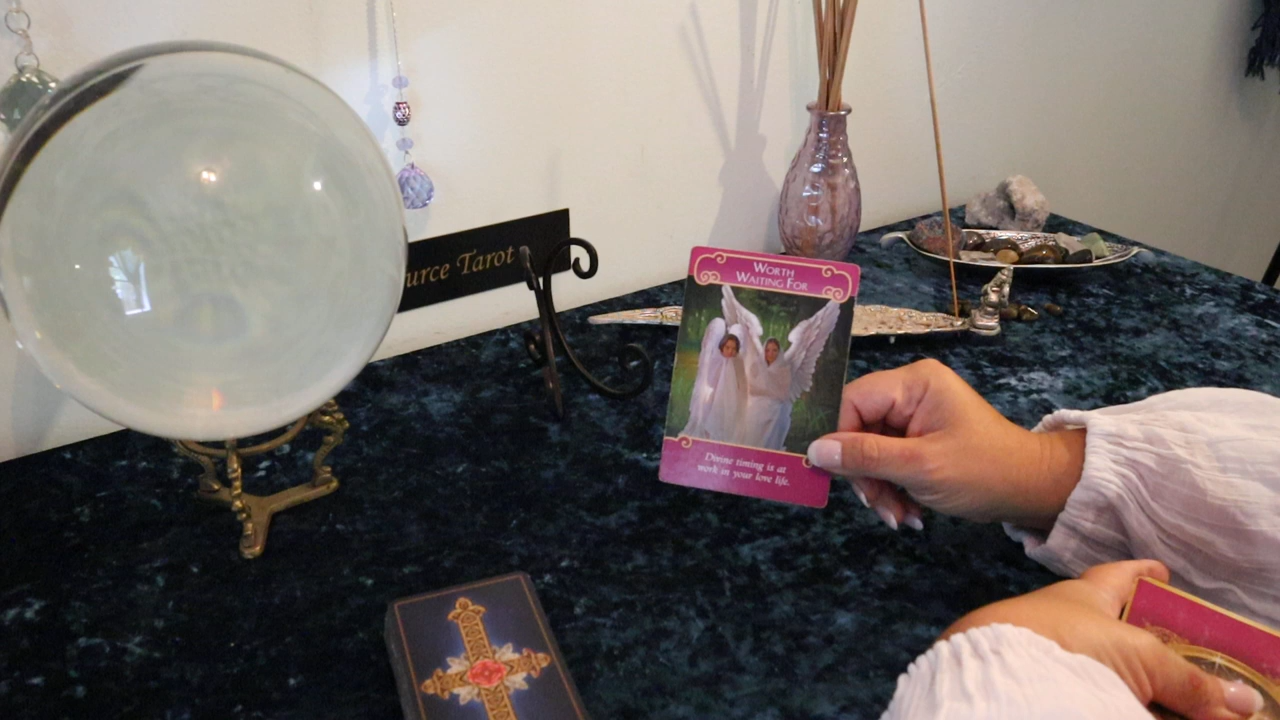 urce Tarot
WORTH
WAITING FOR
Divine timing is at
work in your love life.